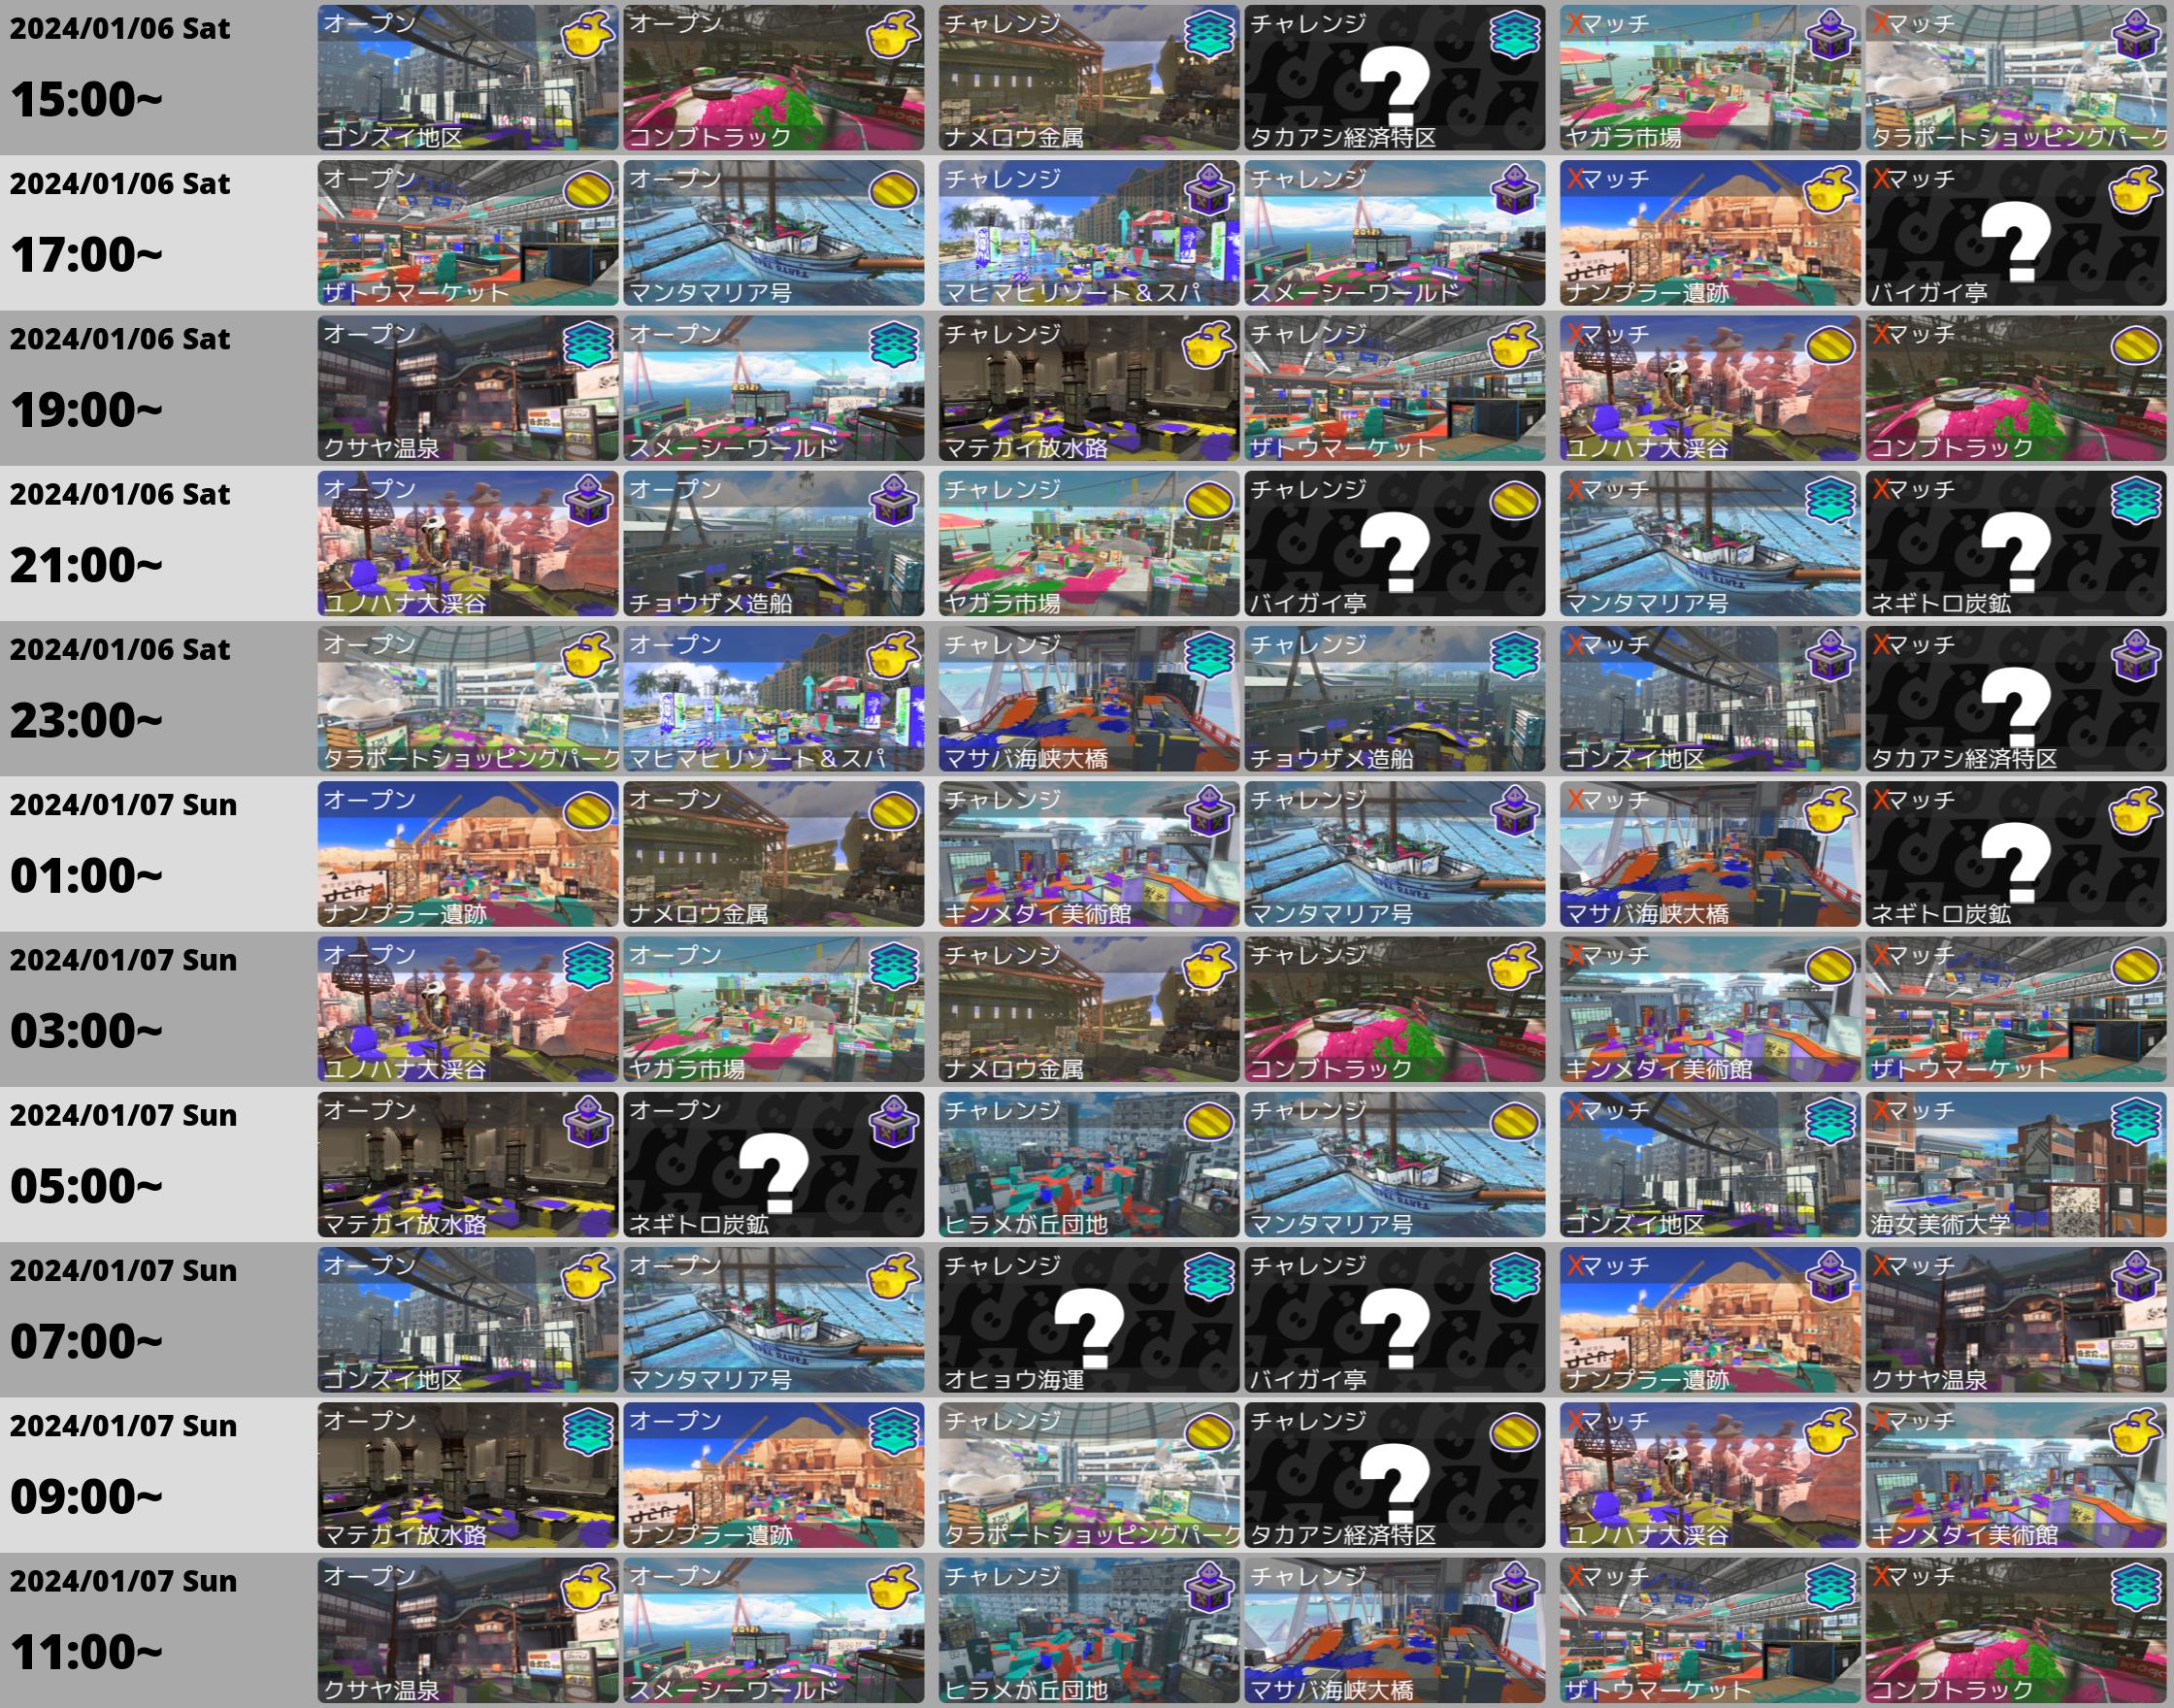 2024/01/06 Sat
15:00~
オープン
ゴンズイ地区
オープン
コンブトラック
チャレンジ
ナメロウ金属
チャレンジ
?
タカアシ経済特区
Xマッチ
ヤガラ市場
Xマッチ
タラポートショッピングパーク
2024/01/06 Sat
17:00~
オープン
ザトウマーケット
オープン
マンタマリア号
チャレンジ
マヒマヒリゾート＆スパ
チャレンジ
スメーシーワールド
Xマッチ
ナンプラー遺跡
Xマッチ
?
バイガイ亭
2024/01/06 Sat
19:00~
オープン
クサヤ温泉
オープン
スメーシーワールド
チャレンジ
マテガイ放水路
チャレンジ
ザトウマーケット
Xマッチ
ユノハナ大渓谷
Xマッチ
コンブトラック
2024/01/06 Sat
21:00~
オープン
ユノハナ大渓谷
オープン
チョウザメ造船
チャレンジ
ヤガラ市場
チャレンジ
?
バイガイ亭
Xマッチ
マンタマリア号
Xマッチ
?
ネギトロ炭鉱
2024/01/06 Sat
23:00~
オープン
タラポートショッピングパーク
オープン
マヒマヒリゾート＆スパ
チャレンジ
マサバ海峡大橋
チャレンジ
チョウザメ造船
Xマッチ
ゴンズイ地区
Xマッチ
?
タカアシ経済特区
2024/01/07 Sun
01:00~
オープン
ナンプラー遺跡
オープン
ナメロウ金属
チャレンジ
キンメダイ美術館
チャレンジ
マンタマリア号
Xマッチ
マサバ海峡大橋
Xマッチ
?
ネギトロ炭鉱
2024/01/07 Sun
03:00~
オープン
ユノハナ大渓谷
オープン
ヤガラ市場
チャレンジ
ナメロウ金属
チャレンジ
コンブトラック
Xマッチ
キンメダイ美術館
Xマッチ
ザトウマーケット
2024/01/07 Sun
05:00~
オープン
マテガイ放水路
オープン
?
ネギトロ炭鉱
チャレンジ
ヒラメが丘団地
チャレンジ
マンタマリア号
Xマッチ
ゴンズイ地区
Xマッチ
海女美術大学
2024/01/07 Sun
07:00~
オープン
ゴンズイ地区
オープン
マンタマリア号
チャレンジ
?
オヒョウ海運
チャレンジ
?
バイガイ亭
Xマッチ
ナンプラー遺跡
Xマッチ
クサヤ温泉
2024/01/07 Sun
09:00~
オープン
マテガイ放水路
オープン
ナンプラー遺跡
チャレンジ
タラポートショッピングパーク
チャレンジ
?
タカアシ経済特区
Xマッチ
ユノハナ大渓谷
Xマッチ
キンメダイ美術館
2024/01/07 Sun
11:00~
オープン
クサヤ温泉
オープン
スメーシーワールド
チャレンジ
ヒラメが丘団地
チャレンジ
マサバ海峡大橋
Xマッチ
ザトウマーケット
Xマッチ
コンブトラック